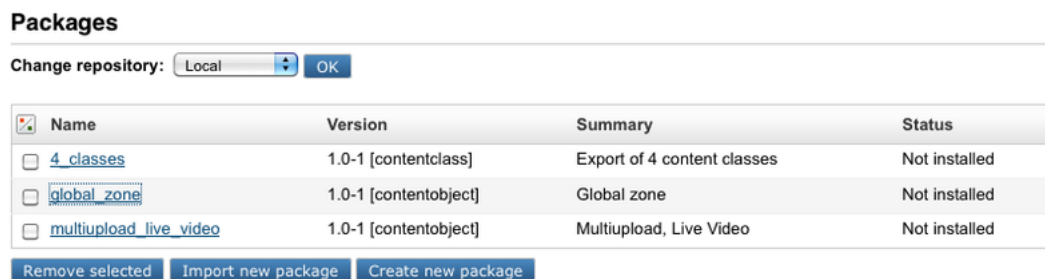 Packages
Change repository: Local OK
Name Version Summary Status
4_classes 1.0-1 [contentclass] Export of 4 content classes Not installed
global_zone 1.0-1 [contentobject] Global zone Not installed
multiupload_live_video 1.0-1 [contentobject] Multiupload, Live Video Not installed
Remove selected Import new package Create new package